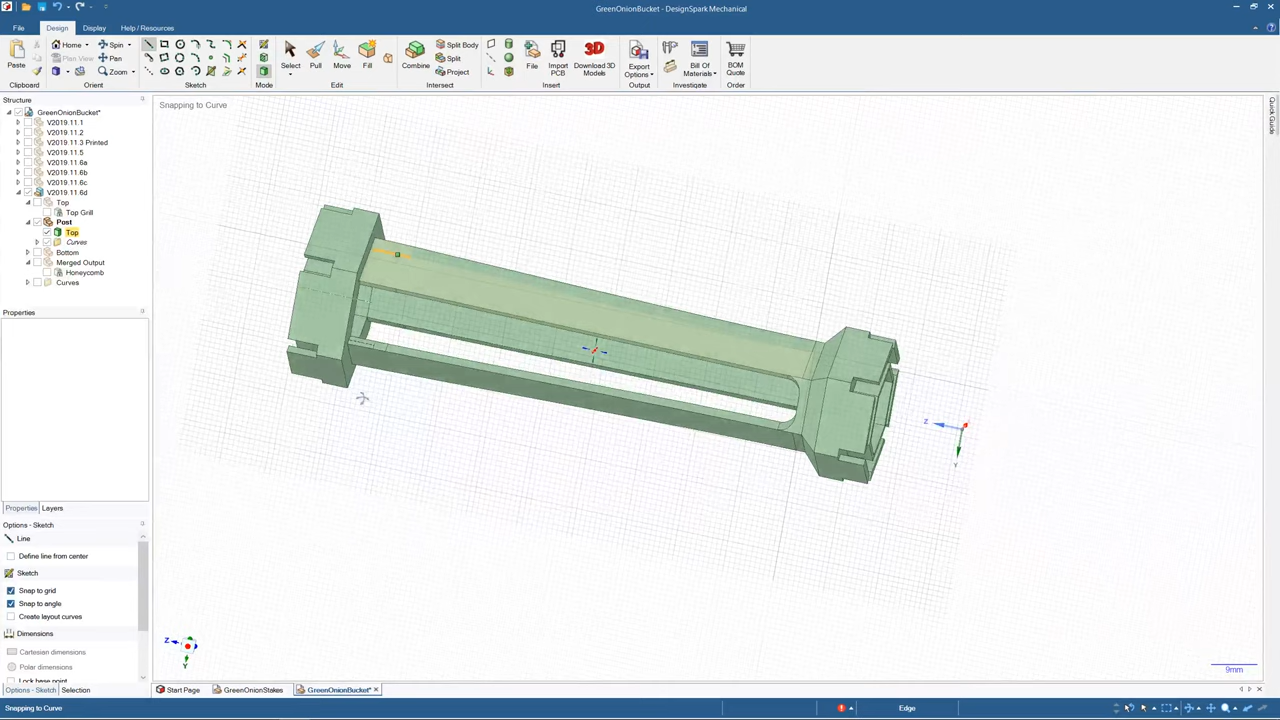 GreenOnionBucket - DesignSpark Mechanical
File Design Display Help / Resources
Paste
Clipboard
Home Spin
Plan View Pan
Zoom
Orient
Sketch
Mode
Select Pull Move Fill
Edit
Combine Split Body
Split
Project
Intersect
File Import PCB Download 3D Models
Insert
Export Options
Output
Bill Of Materials
Investigate
BOM Quote
Order
Structure
GreenOnionBucket*
V2019.11.1
V2019.11.2
V2019.11.3 Printed
V2019.11.5
V2019.11.6a
V2019.11.6b
V2019.11.6c
V2019.11.6d
Top
Tap Grill
Post
Top
Curves
Bottom
Merged Output
Honeycomb
Curves
Snapping to Curve
Quick Guide
Properties
Properties Layers
Options - Sketch
Line
Define line from center
Sketch
Snap to grid
Snap to angle
Create layout curves
Dimensions
Cartesian dimensions
Polar dimensions
Lock base point
Options - Sketch Selection
Z
Y
Z
Y
9mm
Start Page GreenOnionStakes GreenOnionBucket*
Snapping to Curve
Edge